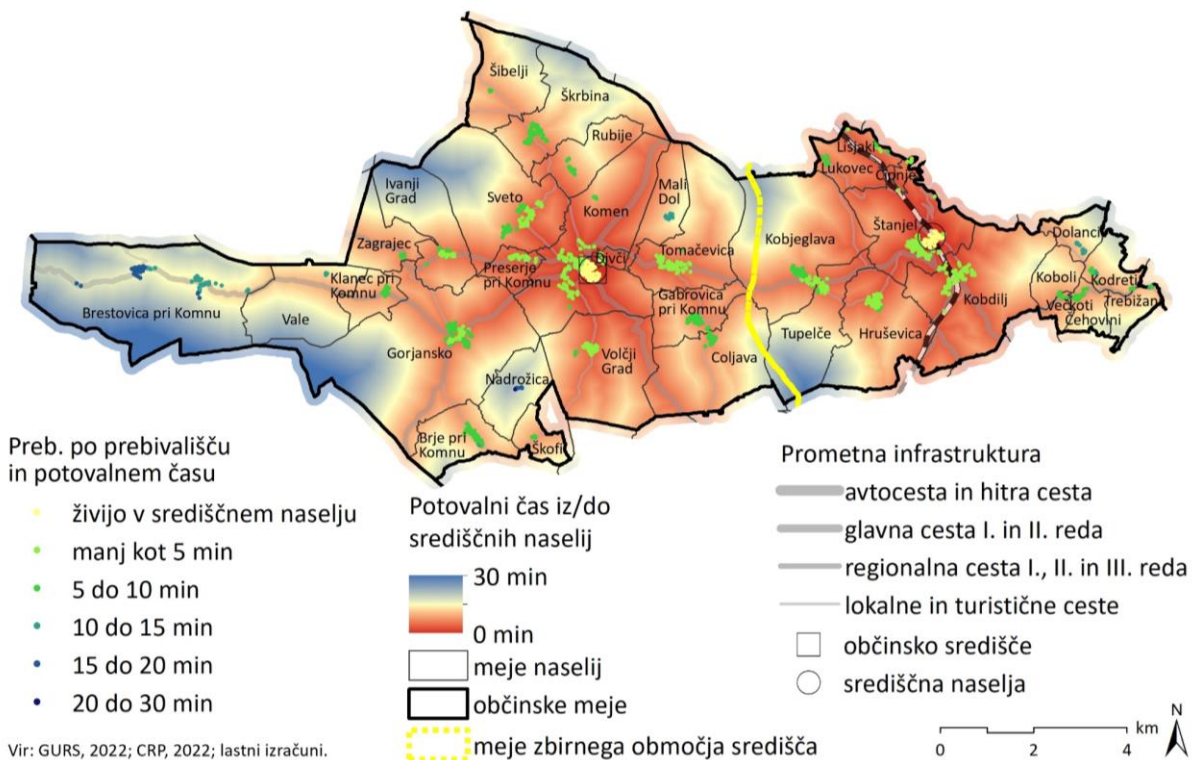 Šibelji
Škrbina
Rubije
Lisjaki
Lukovec
Čipnje
Ivanji
Grad
Sveto
Komen
Mali
Dol
Štanjel
Zagrajec
Kobjeglava
Dolanci
Divči
Tomačevica
Preserje
pri Komnu
Klanec pri
Komnu
Koboli
Kodreti
Trebižani
Večkoti
Čehovini
Kobdilj
Brestovica pri Komnu
Vale
Gabrovica
pri Komnu
Gorjansko
Volčji
Grad
Coljava
Tupelče
Hruševica
Nadrožica
Brje pri
Komnu
Škofi
Preb. po prebivališču
in potovalnem času
živijo v središčnem naselju
manj kot 5 min
5 do 10 min
10 do 15 min
15 do 20 min
20 do 30 min
Vir: GURS, 2022; CRP, 2022; lastni izračuni.
Potovalni čas iz/do
središčnih naselij
30 min
0 min
meje naselij
občinske meje
meje zbirnega območja središča
Prometna infrastruktura
avtocesta in hitra cesta
glavna cesta I. in II. reda
regionalna cesta I., II. in III. reda
lokalne in turistične ceste
občinsko središče
središčna naselja
km
0 2 4
N